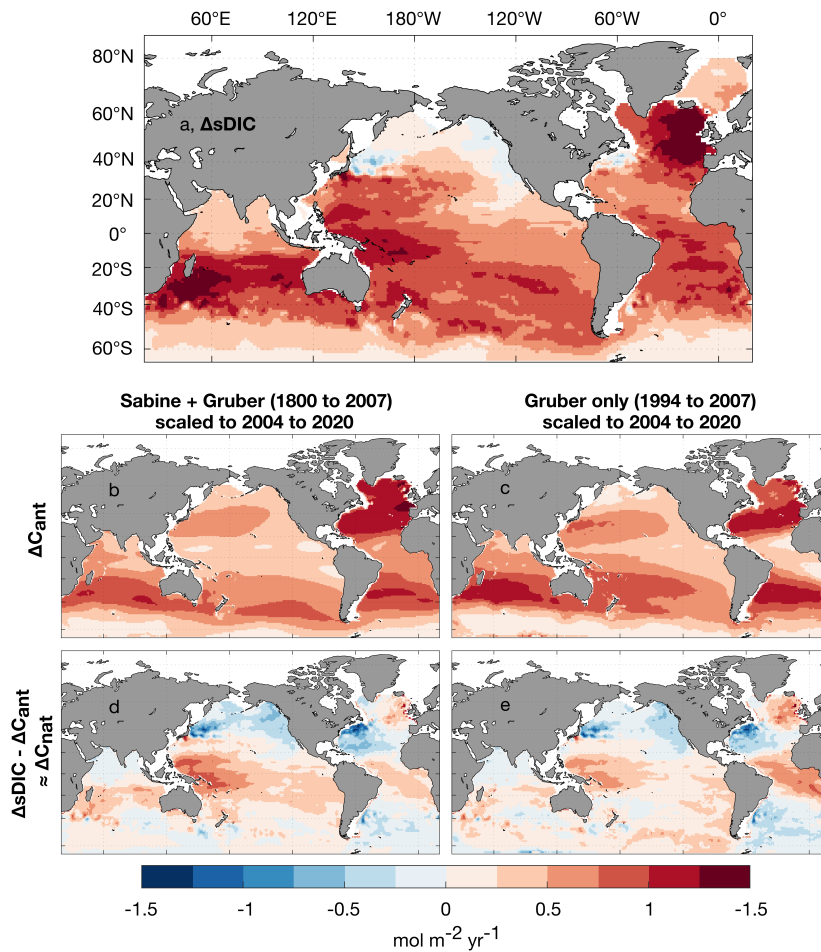 60°E 120°E 180°W 120°W 60°W 0°
80°N
60°N
40°N
20°N
0°
20°S
40°S
60°S
a, ΔsDIC
Sabine + Gruber (1800 to 2007)
scaled to 2004 to 2020
Gruber only (1994 to 2007)
scaled to 2004 to 2020
ΔCant
b
c
ΔsDIC - ΔCant
≈ ΔCnat
d
e
-1.5 -1 -0.5 0 0.5 1 -1.5
mol m⁻² yr⁻¹